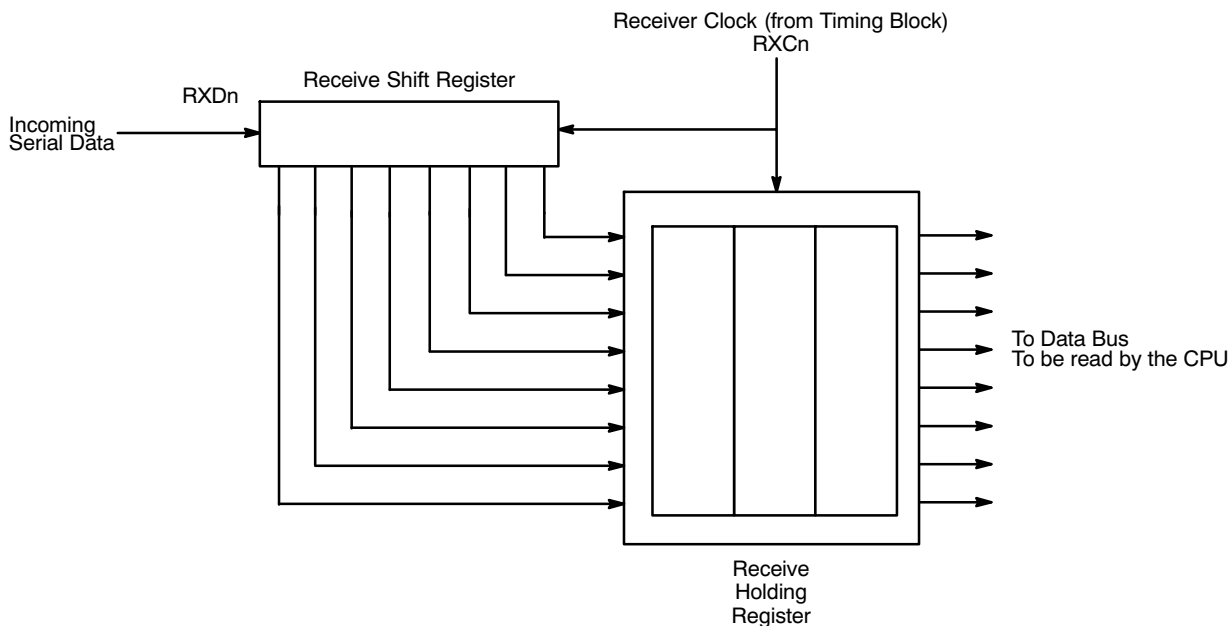 Receiver Clock (from Timing Block)
RXCn
Receive Shift Register
RXDn
Incoming
Serial Data
To Data Bus
To be read by the CPU
Receive
Holding
Register